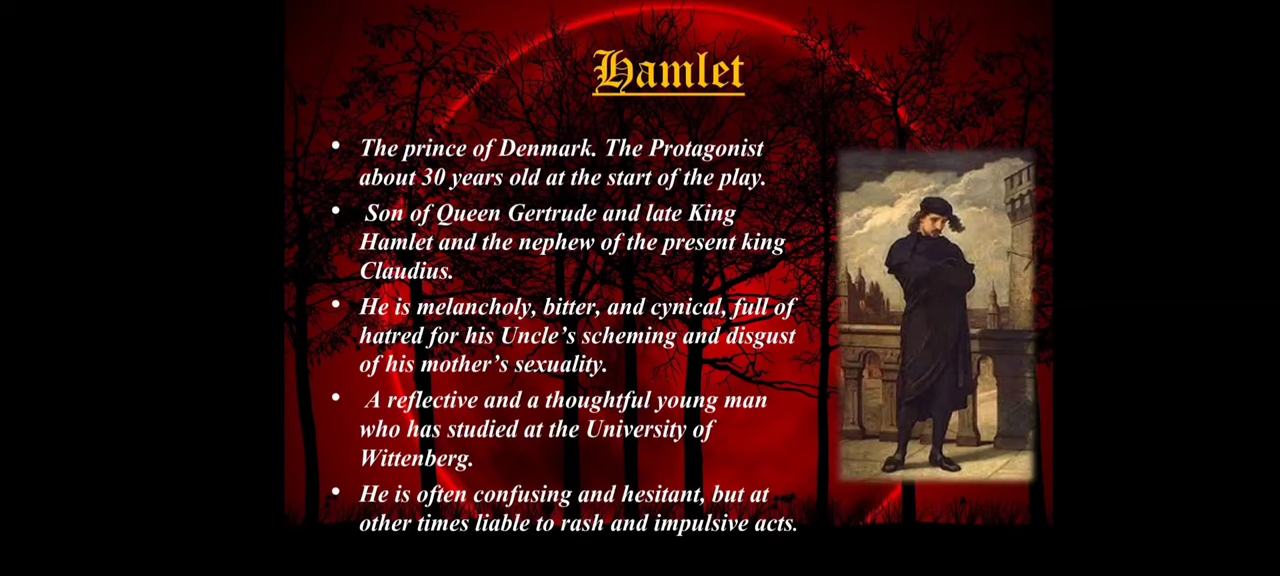 Hamlet
• The prince of Denmark. The Protagonist
about 30 years old at the start of the play.
• Son of Queen Gertrude and late King
Hamlet and the nephew of the present king
Claudius.
• He is melancholy, bitter, and cynical, full of
hatred for his Uncle’s scheming and disgust
of his mother’s sexuality.
• A reflective and a thoughtful young man
who has studied at the University of
Wittenberg.
• He is often confusing and hesitant, but at
other times liable to rash and impulsive acts.